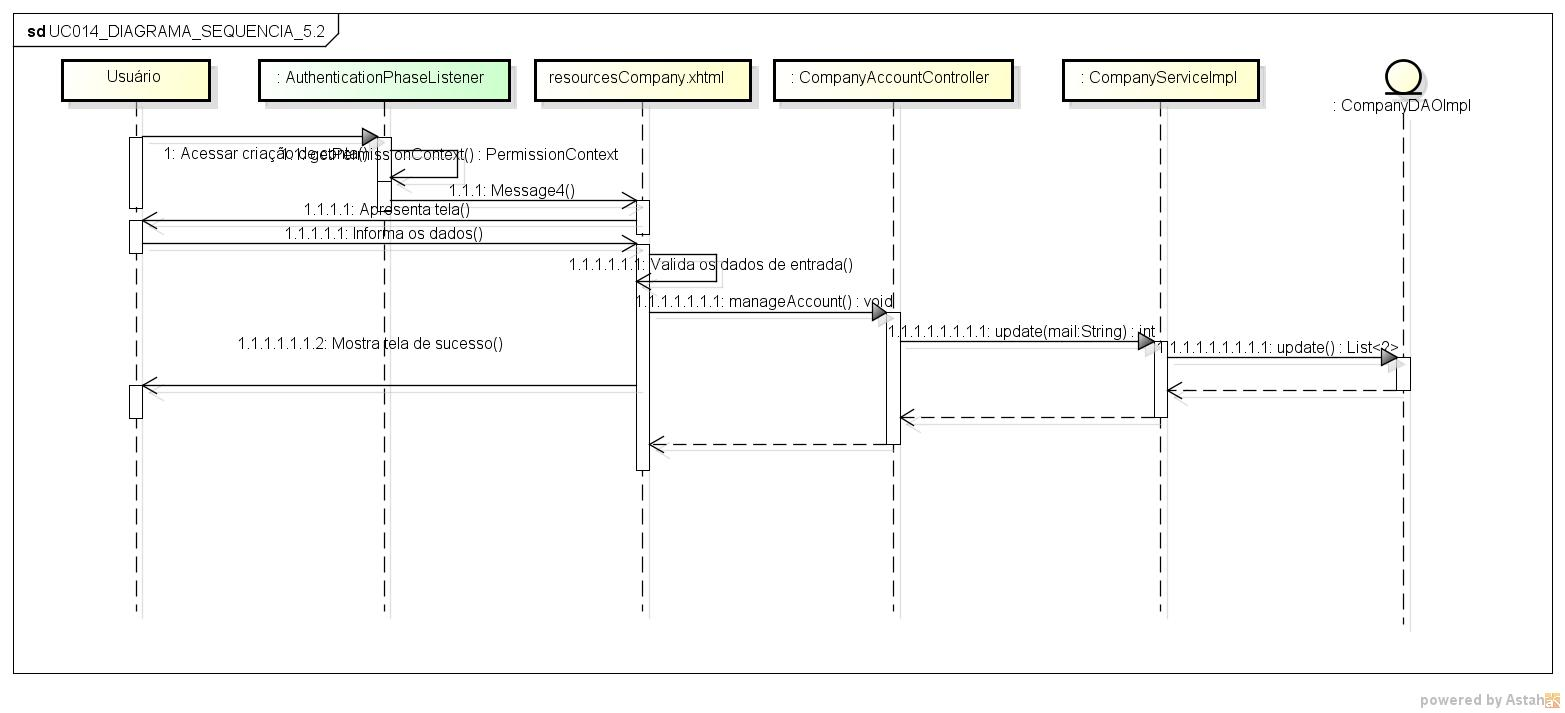 sd UC014_DIAGRAMA_SEQUENCIA_5.2
Usuário
: AuthenticationPhaseListener
resourcesCompany.xhtml
: CompanyAccountController
: CompanyServiceImpl
: CompanyDAOImpl
1: Acessar criação de conta()
1.1: getPermissionContext() : PermissionContext
1.1.1: Message4()
1.1.1.1: Apresenta tela()
1.1.1.1.1: Informa os dados()
1.1.1.1.1.1: Valida os dados de entrada()
1.1.1.1.1.1.1: manageAccount() : void
1.1.1.1.1.1.1.1: update(mail:String) : int
1.1.1.1.1.1.1.1.1: update() : List<?>
1.1.1.1.1.1.2: Mostra tela de sucesso()
powered by Astah